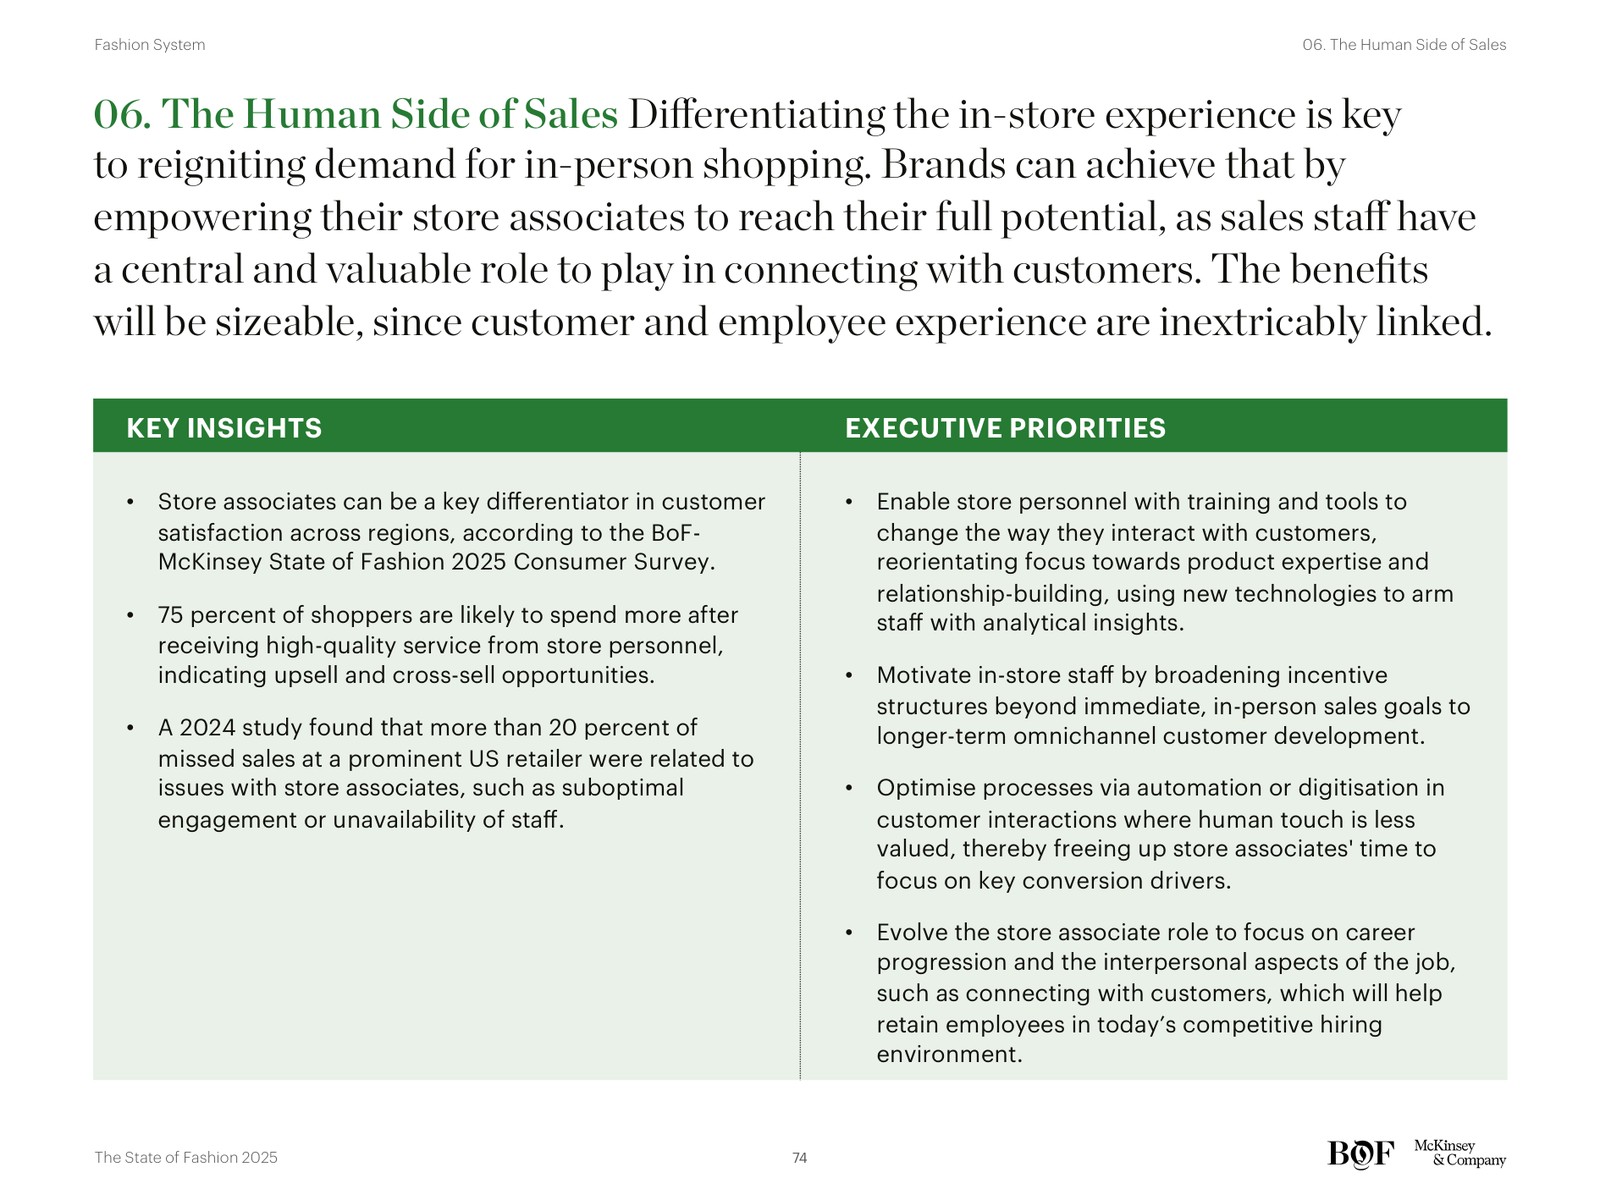 Fashion System
06. The Human Side of Sales
06. The Human Side of Sales Differentiating the in-store experience is key
to reigniting demand for in-person shopping. Brands can achieve that by
empowering their store associates to reach their full potential, as sales staff have
a central and valuable role to play in connecting with customers. The benefits
will be sizeable, since customer and employee experience are inextricably linked.
KEY INSIGHTS
• Store associates can be a key differentiator in customer
satisfaction across regions, according to the BoF-
McKinsey State of Fashion 2025 Consumer Survey.
• 75 percent of shoppers are likely to spend more after
receiving high-quality service from store personnel,
indicating upsell and cross-sell opportunities.
• A 2024 study found that more than 20 percent of
missed sales at a prominent US retailer were related to
issues with store associates, such as suboptimal
engagement or unavailability of staff.
EXECUTIVE PRIORITIES
• Enable store personnel with training and tools to
change the way they interact with customers,
reorientating focus towards product expertise and
relationship-building, using new technologies to arm
staff with analytical insights.
• Motivate in-store staff by broadening incentive
structures beyond immediate, in-person sales goals to
longer-term omnichannel customer development.
• Optimise processes via automation or digitisation in
customer interactions where human touch is less
valued, thereby freeing up store associates' time to
focus on key conversion drivers.
• Evolve the store associate role to focus on career
progression and the interpersonal aspects of the job,
such as connecting with customers, which will help
retain employees in today’s competitive hiring
environment.
The State of Fashion 2025
74
BOF
McKinsey
& Company